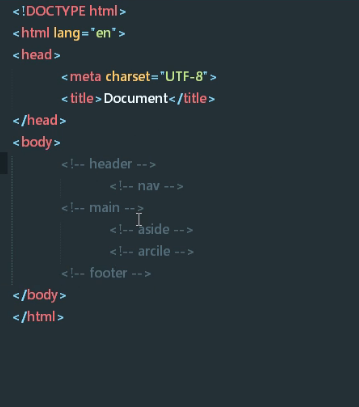 <!DOCTYPE html>
<html lang="en">
<head>
<meta charset="UTF-8">
<title>Document</title>
</head>
<body>
<!-- header -->
<!-- nav -->
<!-- main -->
<!-- aside -->
<!-- arcile -->
<!-- footer -->
</body>
</html>